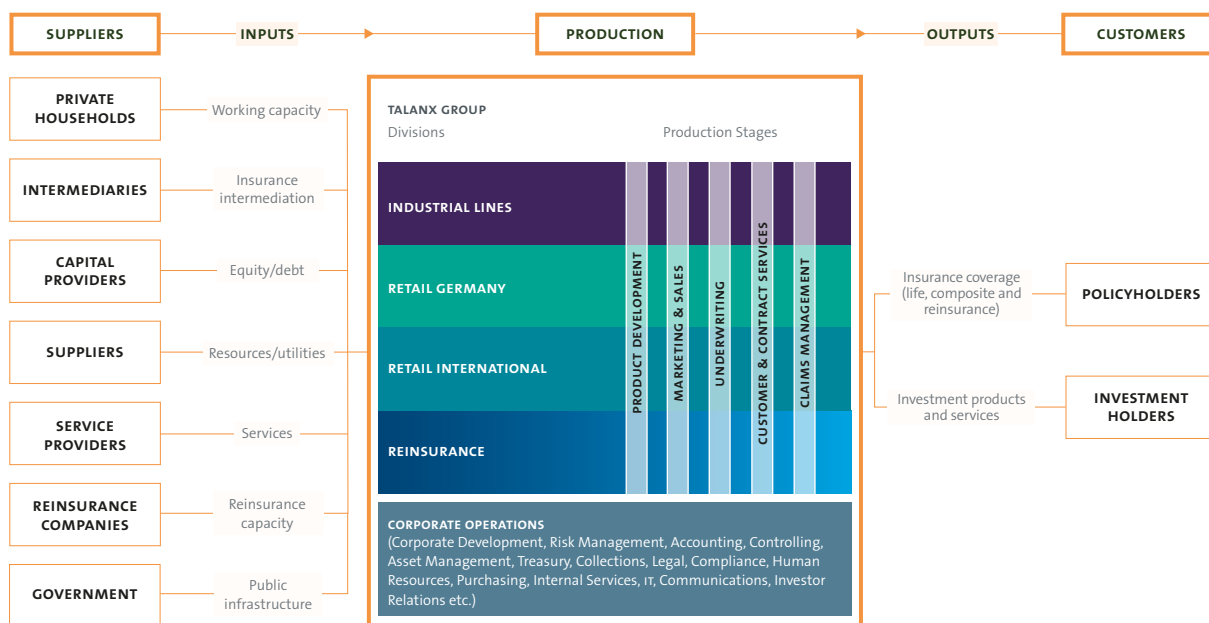 SUPPLIERS
INPUTS
PRODUCTION
OUTPUTS
CUSTOMERS
PRIVATE
HOUSEHOLDS
Working capacity
INTERMEDIARIES
Insurance
intermediation
CAPITAL
PROVIDERS
Equity/debt
SUPPLIERS
Resources/utilities
SERVICE
PROVIDERS
Services
REINSURANCE
COMPANIES
Reinsurance
capacity
GOVERNMENT
Public
infrastructure
TALANX GROUP
Divisions
Production Stages
INDUSTRIAL LINES
RETAIL GERMANY
RETAIL INTERNATIONAL
REINSURANCE
PRODUCT DEVELOPMENT
MARKETING & SALES
UNDERWRITING
CUSTOMER & CONTRACT SERVICES
CLAIMS MANAGEMENT
CORPORATE OPERATIONS
(Corporate Development, Risk Management, Accounting, Controlling,
Asset Management, Treasury, Collections, Legal, Compliance, Human
Resources, Purchasing, Internal Services, IT, Communications, Investor
Relations etc.)
Insurance coverage
(life, composite and
reinsurance)
POLICYHOLDERS
Investment products
and services
INVESTMENT
HOLDERS